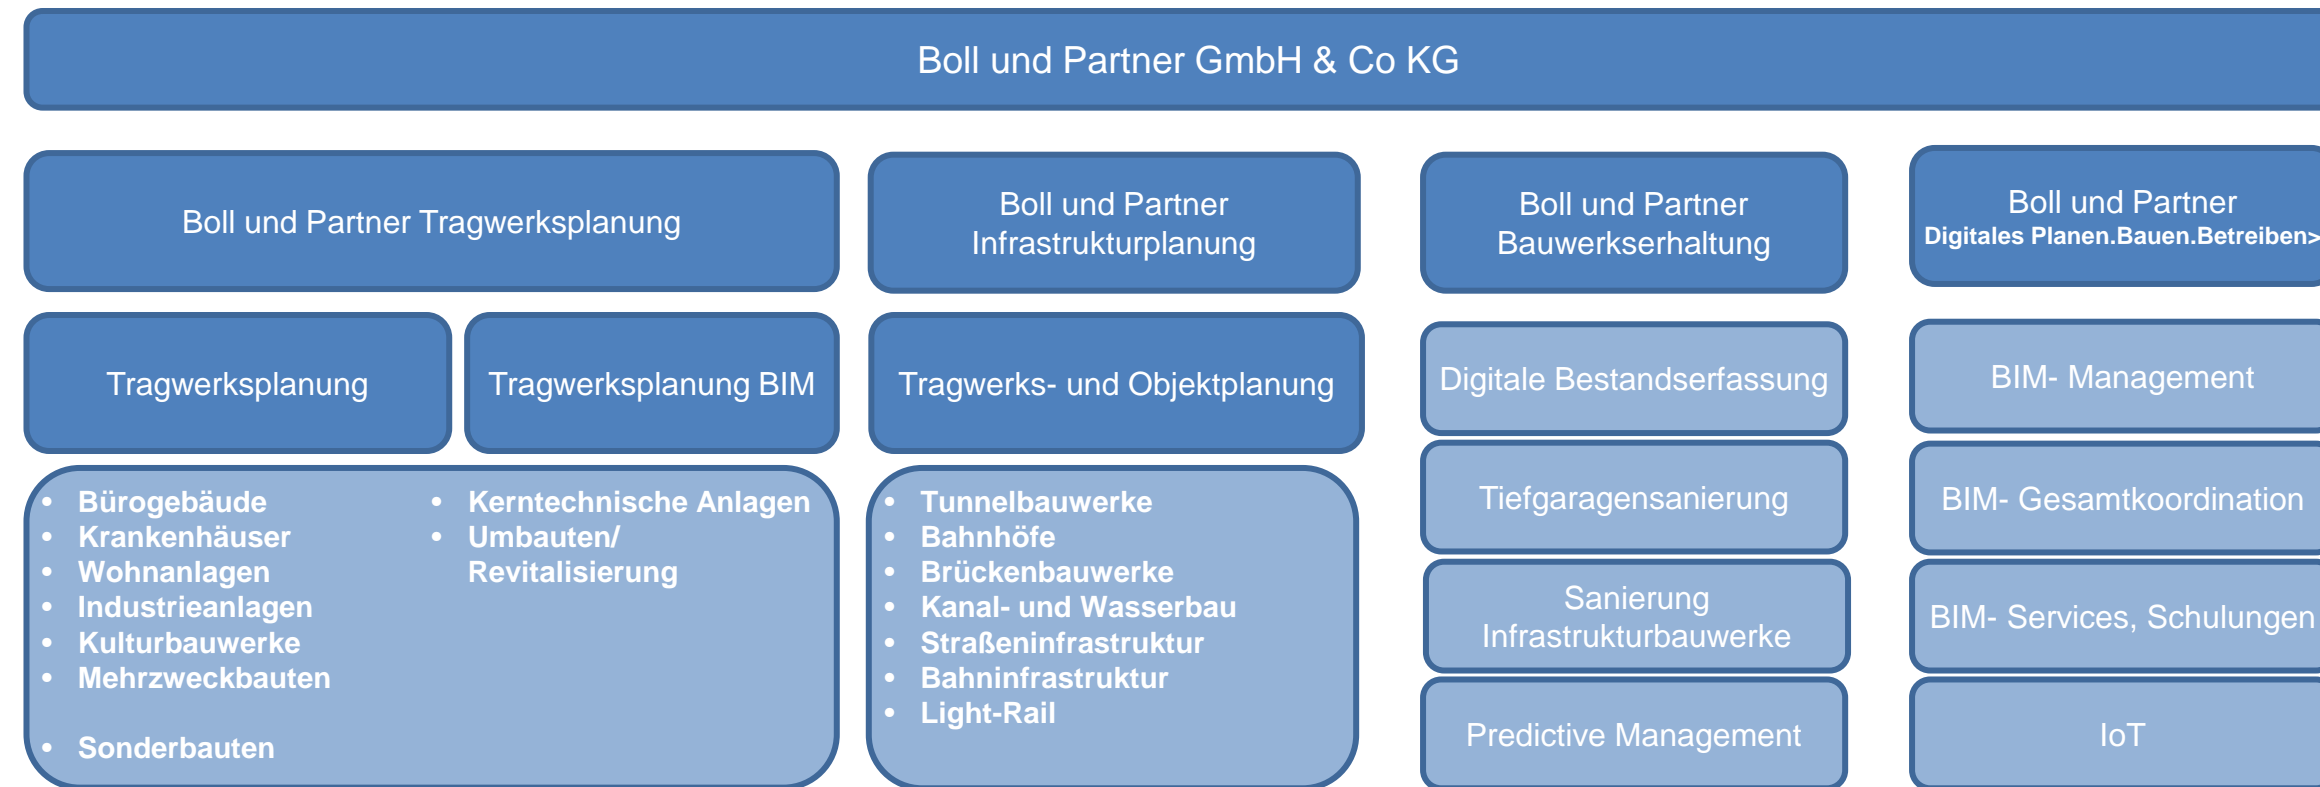 Boll und Partner GmbH & Co KG
Boll und Partner Tragwerksplanung
Boll und Partner
Infrastrukturplanung
Boll und Partner
Bauwerkserhaltung
Boll und Partner
Digitales Planen.Bauen.Betreiben>
Tragwerksplanung
Tragwerksplanung BIM
Tragwerks- und Objektplanung
• Bürogebäude
• Krankenhäuser
• Wohnanlagen
• Industrieanlagen
• Kulturbauwerke
• Mehrzweckbauten
• Sonderbauten
• Kerntechnische Anlagen
• Umbauten/
Revitalisierung
• Tunnelbauwerke
• Bahnhöfe
• Brückenbauwerke
• Kanal- und Wasserbau
• Straßeninfrastruktur
• Bahninfrastruktur
• Light-Rail
Digitale Bestandserfassung
Tiefgaragensanierung
Sanierung
Infrastrukturbauwerke
Predictive Management
BIM- Management
BIM- Gesamtkoordination
BIM- Services, Schulungen
IoT